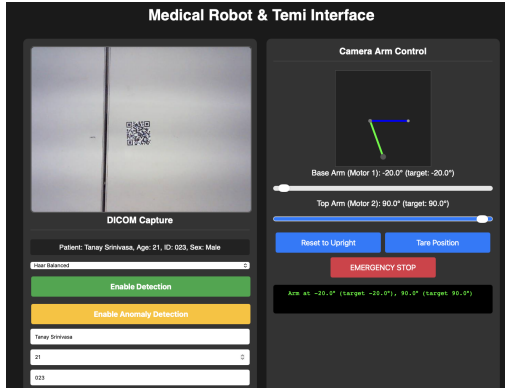 Medical Robot & Temi Interface
DICOM Capture
Patient: Tanay Srinivasa, Age: 21, ID: 023, Sex: Male
Haar Balanced
Enable Detection
Enable Anomaly Detection
Tanay Srinivasa
21
023
Camera Arm Control
Base Arm (Motor 1): -20.0° (target: -20.0°)
Top Arm (Motor 2): 90.0° (target: 90.0°)
Reset to Upright
Tare Position
EMERGENCY STOP
Arm at -20.0° (target -20.0°), 90.0° (target 90.0°)